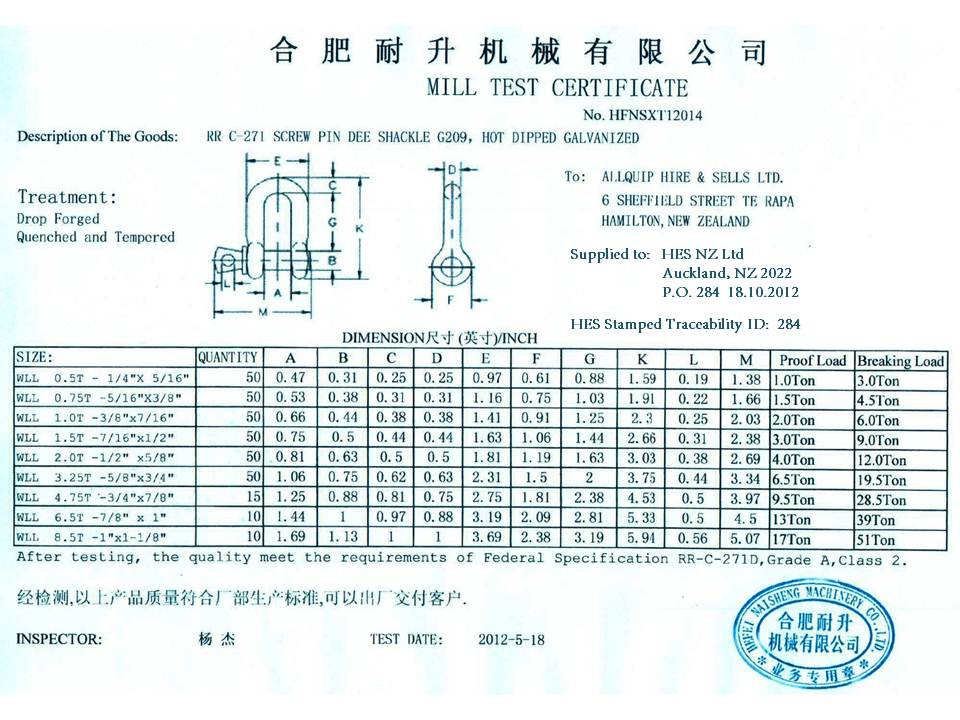 合肥耐升机械有限公司
MILL TEST CERTIFICATE
No. HFNSXT12014
Description of The Goods: RR C-271 SCREW PIN DEE SHACKLE G209, HOT DIPPED GALVANIZED
Treatment:
Drop Forged
Quenched and Tempered
E
C
G
K
B
L
A
M
D
F
To: ALLQUIP HIRE & SELLS LTD.
6 SHEFFIELD STREET TE RAPA
HAMILTON, NEW ZEALAND
Supplied to: HES NZ Ltd
Auckland, NZ 2022
P.O. 284 18.10.2012
HES Stamped Traceability ID: 284
DIMENSION尺寸(英寸)/INCH
SIZE: QUANTITY A B C D E F G K L M Proof Load Breaking Load
WLL 0.5T - 1/4"X 5/16" 50 0.47 0.31 0.25 0.25 0.97 0.61 0.88 1.59 0.19 1.38 1.0Ton 3.0Ton
WLL 0.75T -5/16"X3/8" 50 0.53 0.38 0.31 0.31 1.16 0.75 1.03 1.91 0.22 1.66 1.5Ton 4.5Ton
WLL 1.0T -3/8"x7/16" 50 0.66 0.44 0.38 0.38 1.41 0.91 1.25 2.3 0.25 2.03 2.0Ton 6.0Ton
WLL 1.5T -7/16"x1/2" 50 0.75 0.5 0.44 0.44 1.63 1.06 1.44 2.66 0.31 2.38 3.0Ton 9.0Ton
WLL 2.0T -1/2" x5/8" 50 0.81 0.63 0.5 0.5 1.81 1.19 1.63 3.03 0.38 2.69 4.0Ton 12.0Ton
WLL 3.25T -5/8"x3/4" 50 1.06 0.75 0.62 0.63 2.31 1.5 2 3.75 0.44 3.34 6.5Ton 19.5Ton
WLL 4.75T -3/4"x7/8" 15 1.25 0.88 0.81 0.75 2.75 1.81 2.38 4.53 0.5 3.97 9.5Ton 28.5Ton
WLL 6.5T -7/8" x 1" 10 1.44 1 0.97 0.88 3.19 2.09 2.81 5.33 0.5 4.5 13Ton 39Ton
WLL 8.5T -1"x1-1/8" 10 1.69 1.13 1 1 3.69 2.38 3.19 5.94 0.56 5.07 17Ton 51Ton
After testing, the quality meet the requirements of Federal Specification RR-C-271D,Grade A,Class 2.
经检测,以上产品质量符合厂部生产标准,可以出厂交付客户.
INSPECTOR: 杨杰 TEST DATE: 2012-5-18
HEFEI NAISHENG MACHINERY CO.,LTD.
合肥耐升
机械有限公司
业务专用章